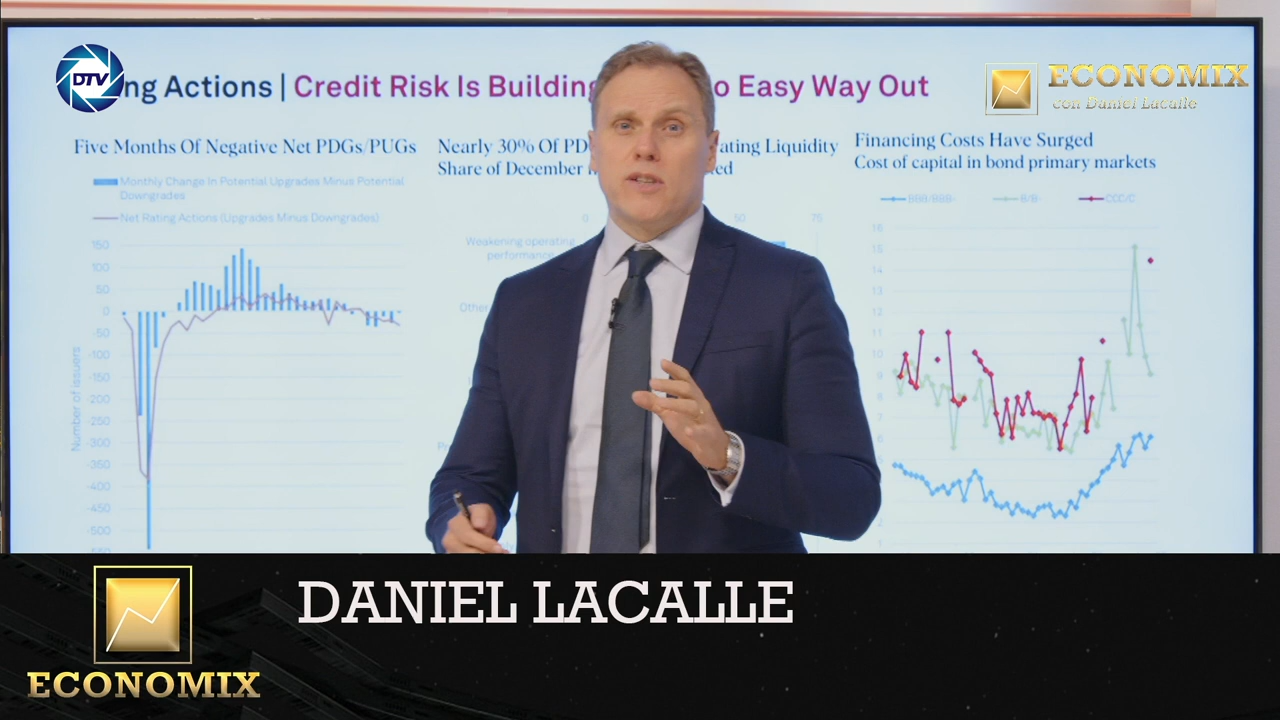 DTV
ng Actions | Credit Risk Is Building o Easy Way Out
ECONOMIX
con Daniel Lacalle
Five Months Of Negative Net PDGs/PUGs
Monthly Change In Potential Upgrades Minus Potential
Downgrades
Net Rating Actions (Upgrades Minus Downgrades)
150
100
50
0
-50
-100
-150
-200
-250
-300
-350
-400
-450
-500
-550
Number of issuers
Nearly 30% Of PD ating Liquidity
Share of December ed
0 50 75
Weakening operating
performance
Other
Financing Costs Have Surged
Cost of capital in bond primary markets
BBB/BBB- B/B- CCC/C
16
15
14
13
12
11
10
9
8
7
6
DANIEL LACALLE
ECONOMIX